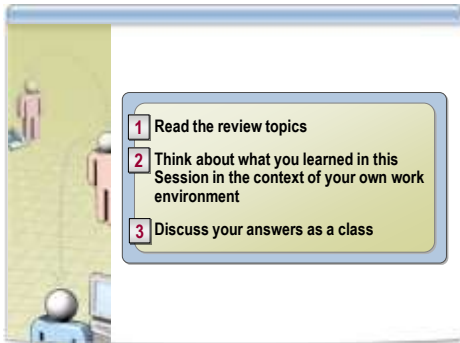 1 Read the review topics
2 Think about what you learned in this
Session in the context of your own work
environment
3 Discuss your answers as a class